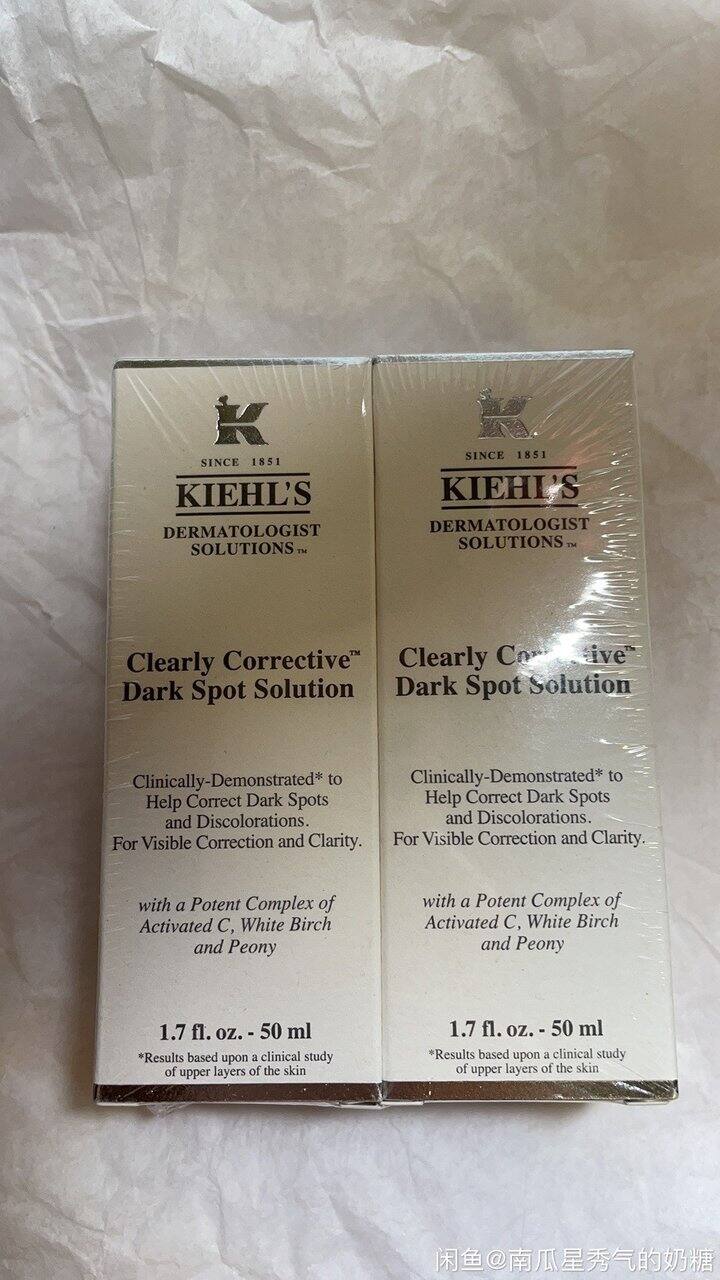 K
SINCE 1851
KIEHL'S
DERMATOLOGIST
SOLUTIONS™
Clearly Corrective™
Dark Spot Solution
Clinically-Demonstrated* to
Help Correct Dark Spots
and Discolorations.
For Visible Correction and Clarity.
with a Potent Complex of
Activated C, White Birch
and Peony
1.7 fl. oz. - 50 ml
*Results based upon a clinical study
of upper layers of the skin
K
SINCE 1851
KIEHL'S
DERMATOLOGIST
SOLUTIONS™
Clearly Corrective™
Dark Spot Solution
Clinically-Demonstrated* to
Help Correct Dark Spots
and Discolorations.
For Visible Correction and Clarity.
with a Potent Complex of
Activated C, White Birch
and Peony
1.7 fl. oz. - 50 ml
*Results based upon a clinical study
of upper layers of the skin
闲鱼@南瓜星秀气的奶糖